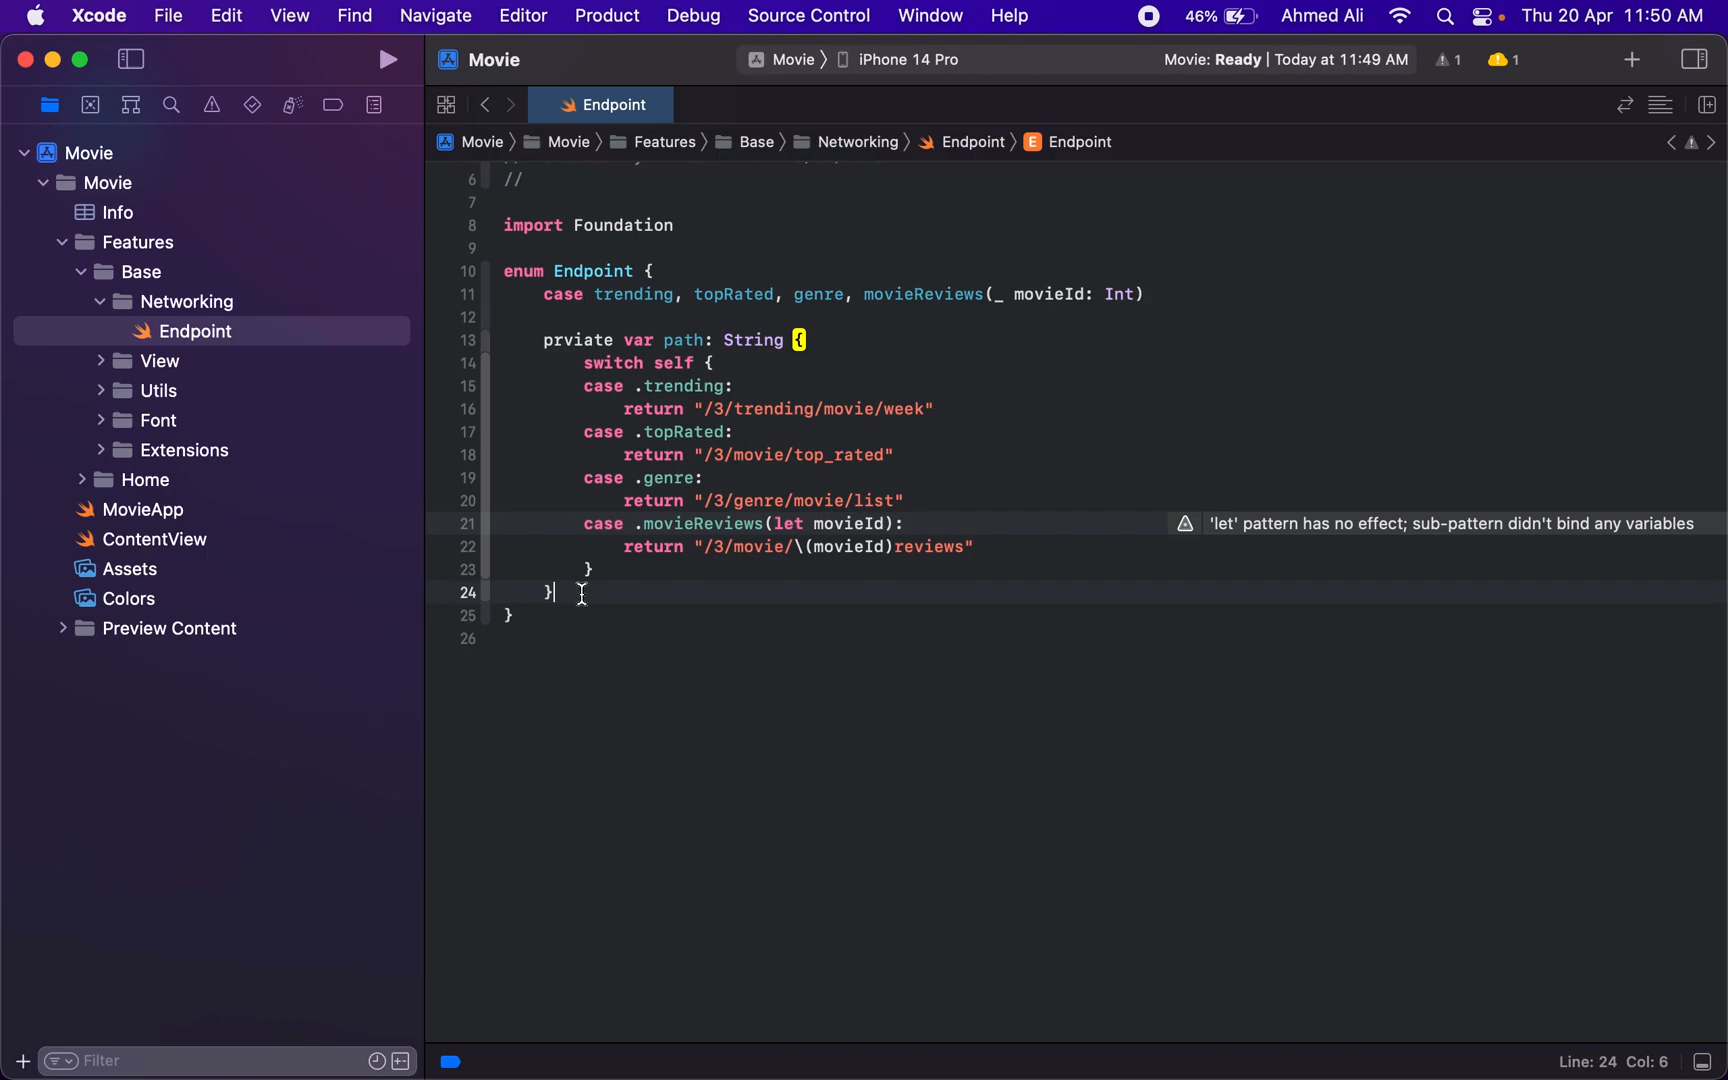 Xcode File Edit View Find Navigate Editor Product Debug Source Control Window Help 46% Ahmed Ali Thu 20 Apr 11:50 AM
Movie Movie iPhone 14 Pro Movie: Ready | Today at 11:49 AM 1 1
Endpoint
Movie Movie Features Base Networking Endpoint E Endpoint
Movie
Movie
Info
Features
Base
Networking
Endpoint
View
Utils
Font
Extensions
Home
MovieApp
ContentView
Assets
Colors
Preview Content
Filter
6 //
7
8 import Foundation
9
10 enum Endpoint {
11 case trending, topRated, genre, movieReviews(_ movieId: Int)
12
13 prviate var path: String {
14 switch self {
15 case .trending:
16 return "/3/trending/movie/week"
17 case .topRated:
18 return "/3/movie/top_rated"
19 case .genre:
20 return "/3/genre/movie/list"
21 case .movieReviews(let movieId): 'let' pattern has no effect; sub-pattern didn't bind any variables
22 return "/3/movie/\(movieId)reviews"
23 }
24 }
25 }
26
Line: 24 Col: 6